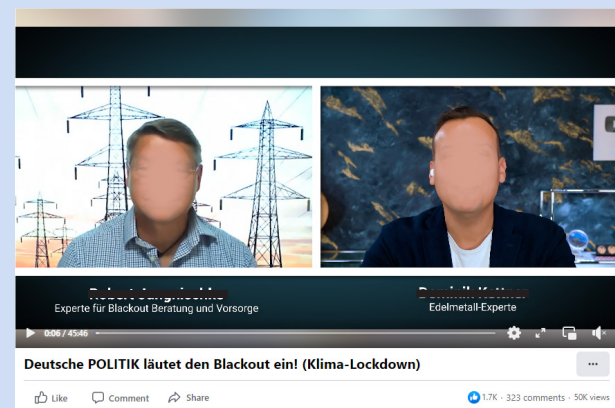 Experte für Blackout Beratung und Vorsorge
Edelmetall-Experte
0:06 / 45:46
Deutsche POLITIK läutet den Blackout ein! (Klima-Lockdown)
Like
Comment
Share
1.7K · 323 comments · 50K views